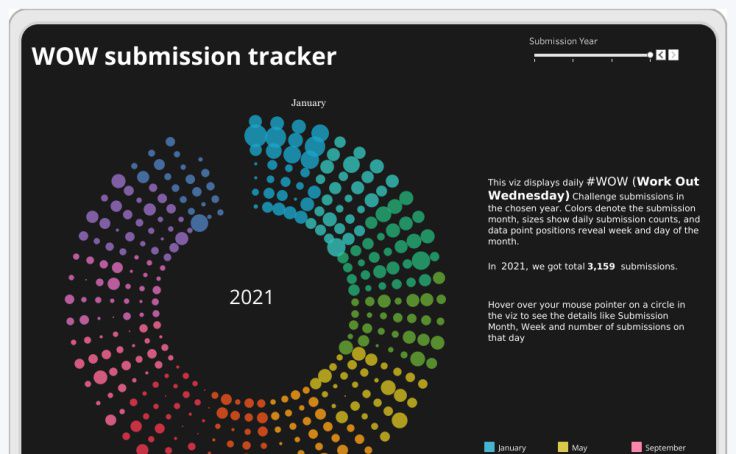 WOW submission tracker
Submission Year
January
This viz displays daily #WOW (Work Out
Wednesday) Challenge submissions in
the chosen year. Colors denote the submission
month, sizes show daily submission counts, and
data point positions reveal week and day of the
month.
In 2021, we got total 3,159 submissions.
2021
Hover over your mouse pointer on a circle in
the viz to see the details like Submission
Month, Week and number of submissions on
that day
January
May
September